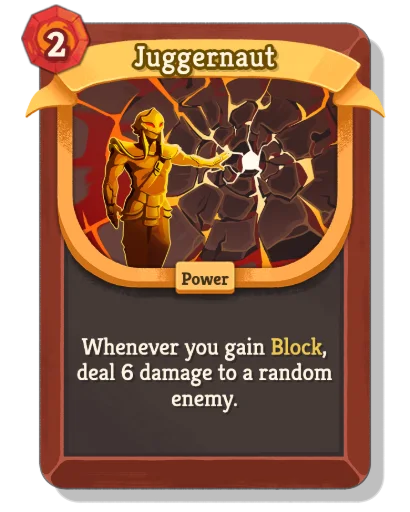 2
Juggernaut
Power
Whenever you gain Block,
deal 6 damage to a random
enemy.